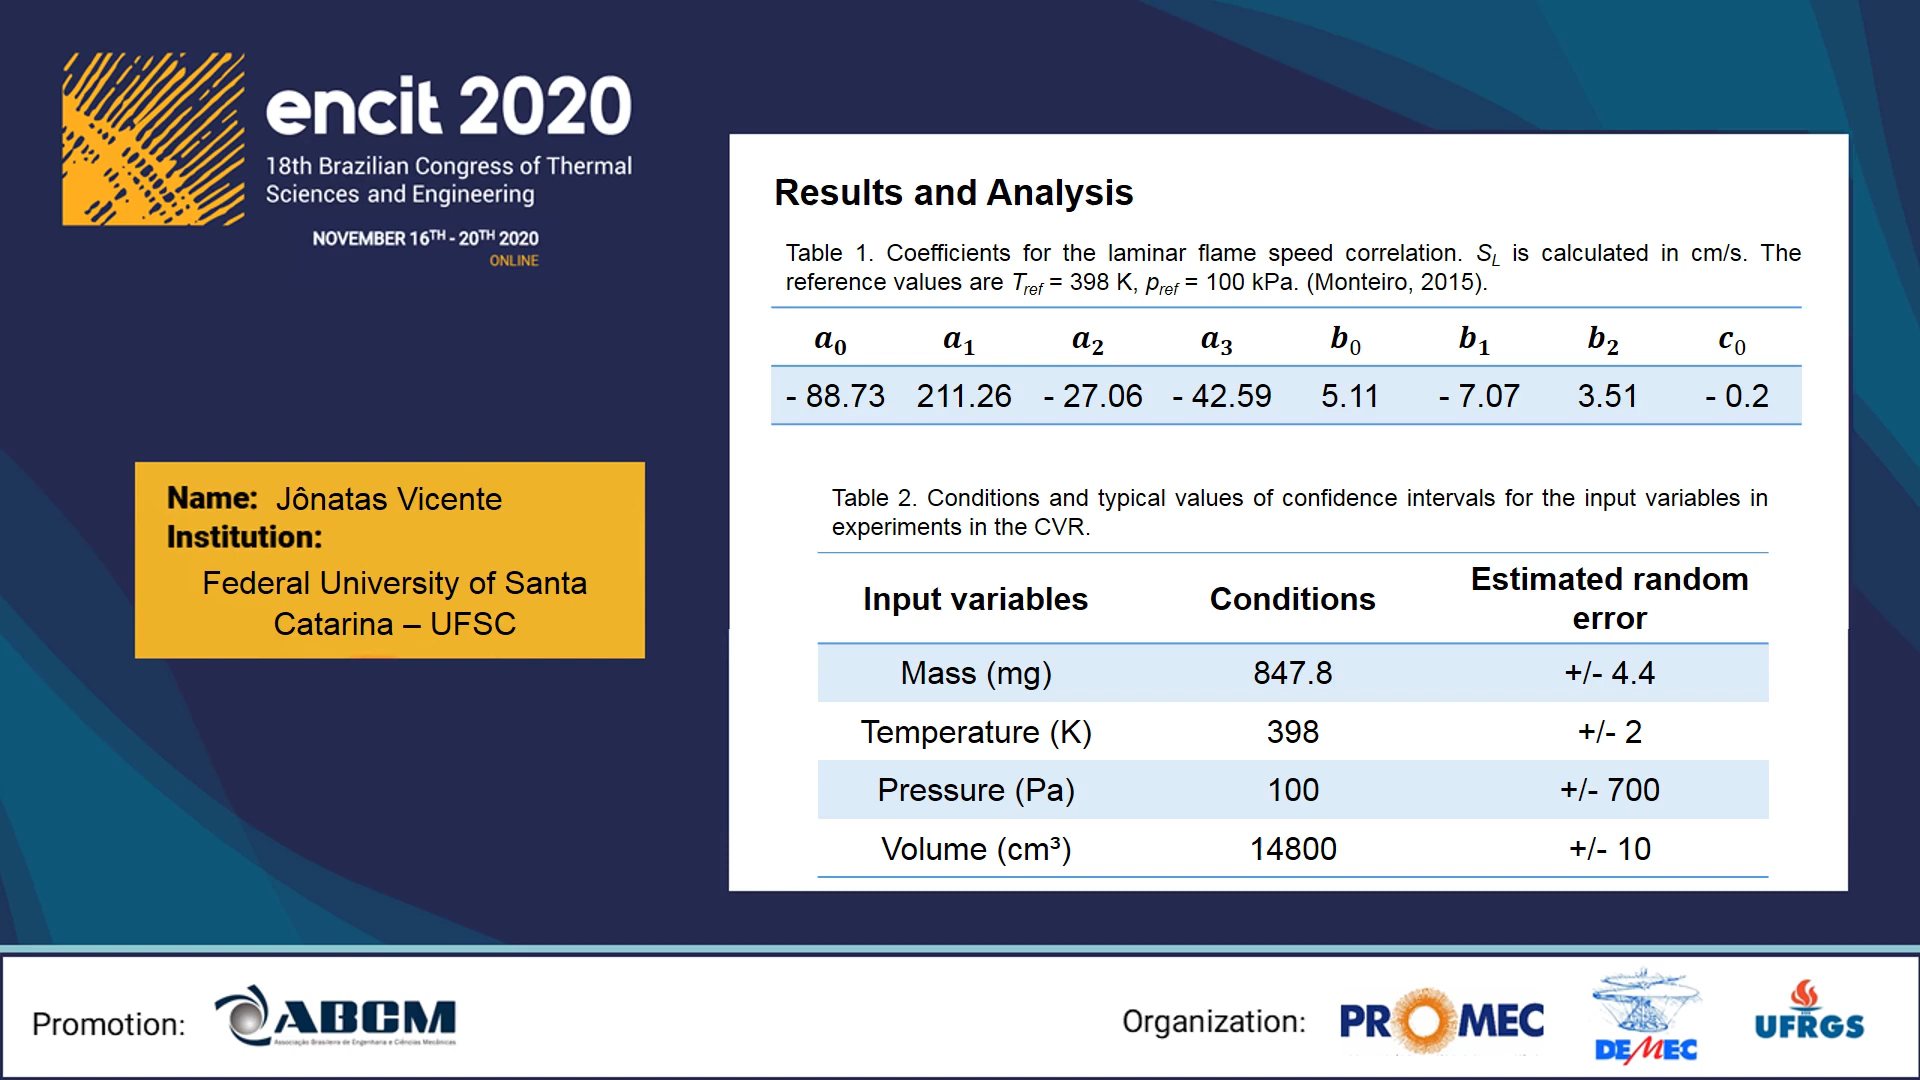 encit 2020
18th Brazilian Congress of Thermal
Sciences and Engineering
NOVEMBER 16TH - 20TH 2020
ONLINE
Name: Jônatas Vicente
Institution:
Federal University of Santa
Catarina – UFSC
Results and Analysis
Table 1. Coefficients for the laminar flame speed correlation. SL is calculated in cm/s. The
reference values are Tref = 398 K, pref = 100 kPa. (Monteiro, 2015).
a0 a1 a2 a3 b0 b1 b2 c0
- 88.73 211.26 - 27.06 - 42.59 5.11 - 7.07 3.51 - 0.2
Table 2. Conditions and typical values of confidence intervals for the input variables in
experiments in the CVR.
Input variables Conditions Estimated random
error
Mass (mg) 847.8 +/- 4.4
Temperature (K) 398 +/- 2
Pressure (Pa) 100 +/- 700
Volume (cm³) 14800 +/- 10
Promotion: ABCM
Associação Brasileira de Engenharia e Ciências Mecânicas
Organization: PROMEC
DEMEC
UFRGS